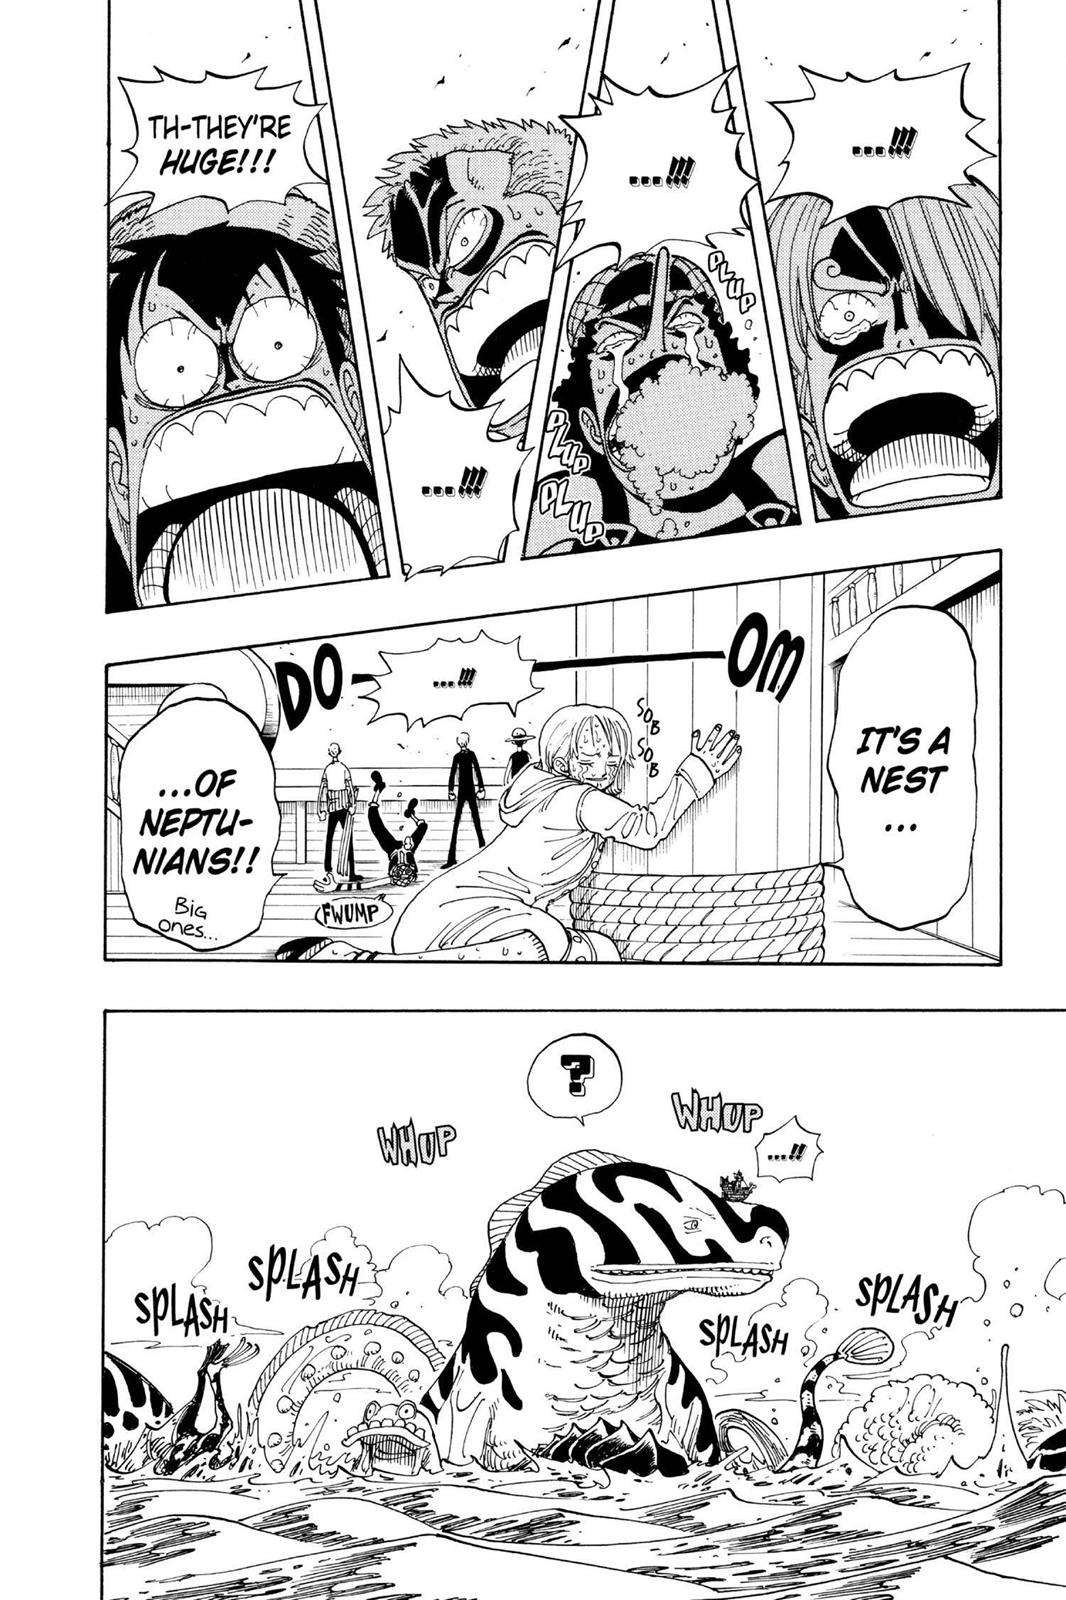 ...!!!
...!!!
PLUP
PLUP
PLUP
PLUP
...!!!
TH-THEY'RE
HUGE!!!
IT'S A
NEST
...
DO—OM
...!!!
SOB
SOB
...OF
NEPTU-
NIANS!!
BIG
ONES...
FWUMP
?
WHUP
WHUP
...!!
SPLASH
SPLASH
SPLASH
SPLASH